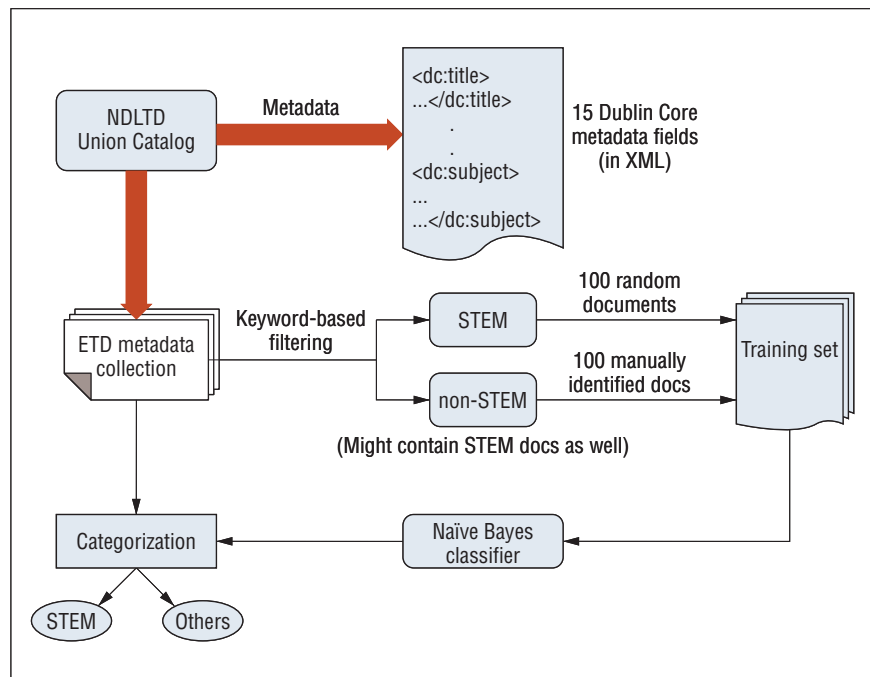 NDLTD
Union Catalog
Metadata
<dc:title>
...</dc:title>
.
.
<dc:subject>
...
...</dc:subject>
15 Dublin Core
metadata fields
(in XML)
ETD metadata
collection
Keyword-based
filtering
STEM
100 random
documents
non-STEM
100 manually
identified docs
(Might contain STEM docs as well)
Training set
Categorization
Naïve Bayes
classifier
STEM
Others